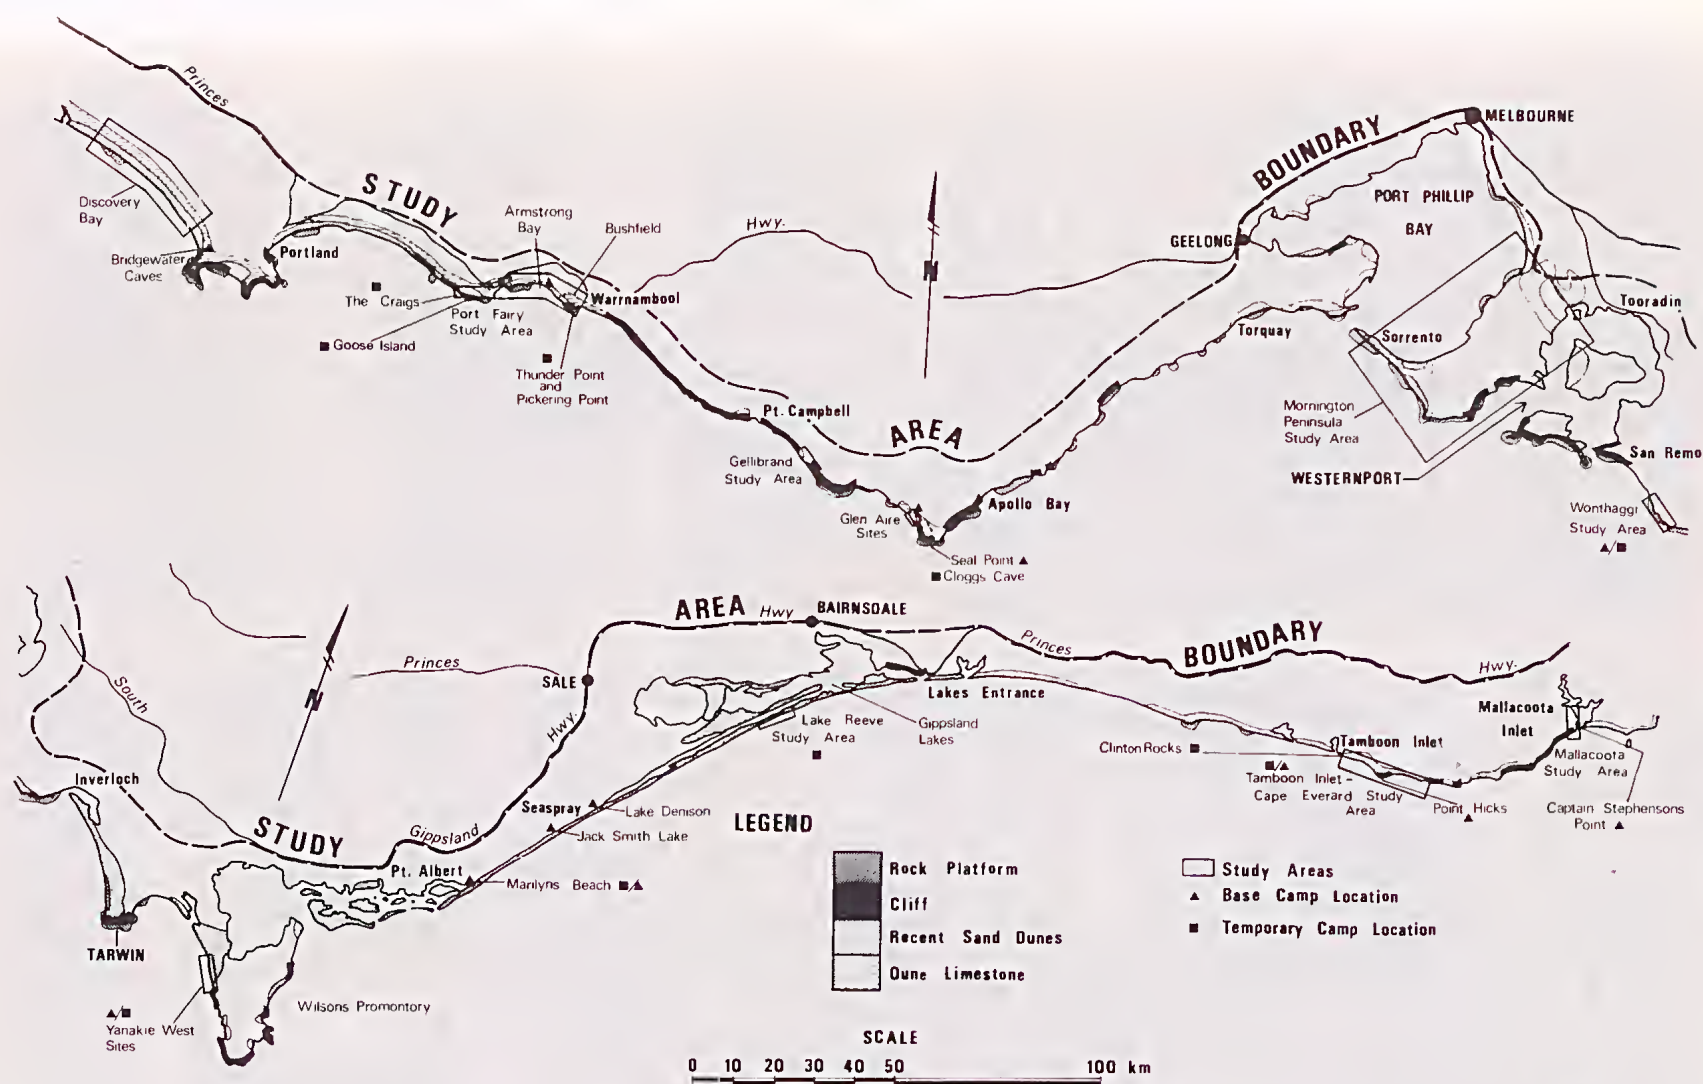 Princes
STUDY
Discovery
Bay
Bridgewater
Caves
Portland
Armstrong
Bay
Bushfield
Hwy.
N
BOUNDARY
MELBOURNE
PORT PHILLIP
BAY
GEELONG
Tooradin
The Craigs
Port Fairy
Study Area
Warrnambool
Goose Island
Thunder Point
and
Pickering Point
Torquay
Sorrento
Pt. Campbell
AREA
Mornington
Peninsula
Study Area
Gellibrand
Study Area
WESTERNPORT
San Remo
Glen Aire
Sites
Apollo Bay
Wonthaggi
Study Area
Seal Point
Cloggs Cave
AREA
Hwy
BAIRNSDALE
Princes
BOUNDARY
Hwy.
Princes
South
N
SALE
Hwy.
Lakes Entrance
Lake Reeve
Study Area
Gippsland
Lakes
Mallacoota
Inlet
Clinton Rocks
Tamboon Inlet
Mallacoota
Study Area
Tamboon Inlet -
Cape Everard Study
Area
Point Hicks
Captain Stephensons
Point
Inverloch
Seaspray
Lake Denison
Jack Smith Lake
STUDY
Gippsland
Pt. Albert
Marilyns Beach
TARWIN
Yanakie West
Sites
Wilsons Promontory
LEGEND
Rock Platform
Cliff
Recent Sand Dunes
Dune Limestone
Study Areas
Base Camp Location
Temporary Camp Location
SCALE
0 10 20 30 40 50 100 km